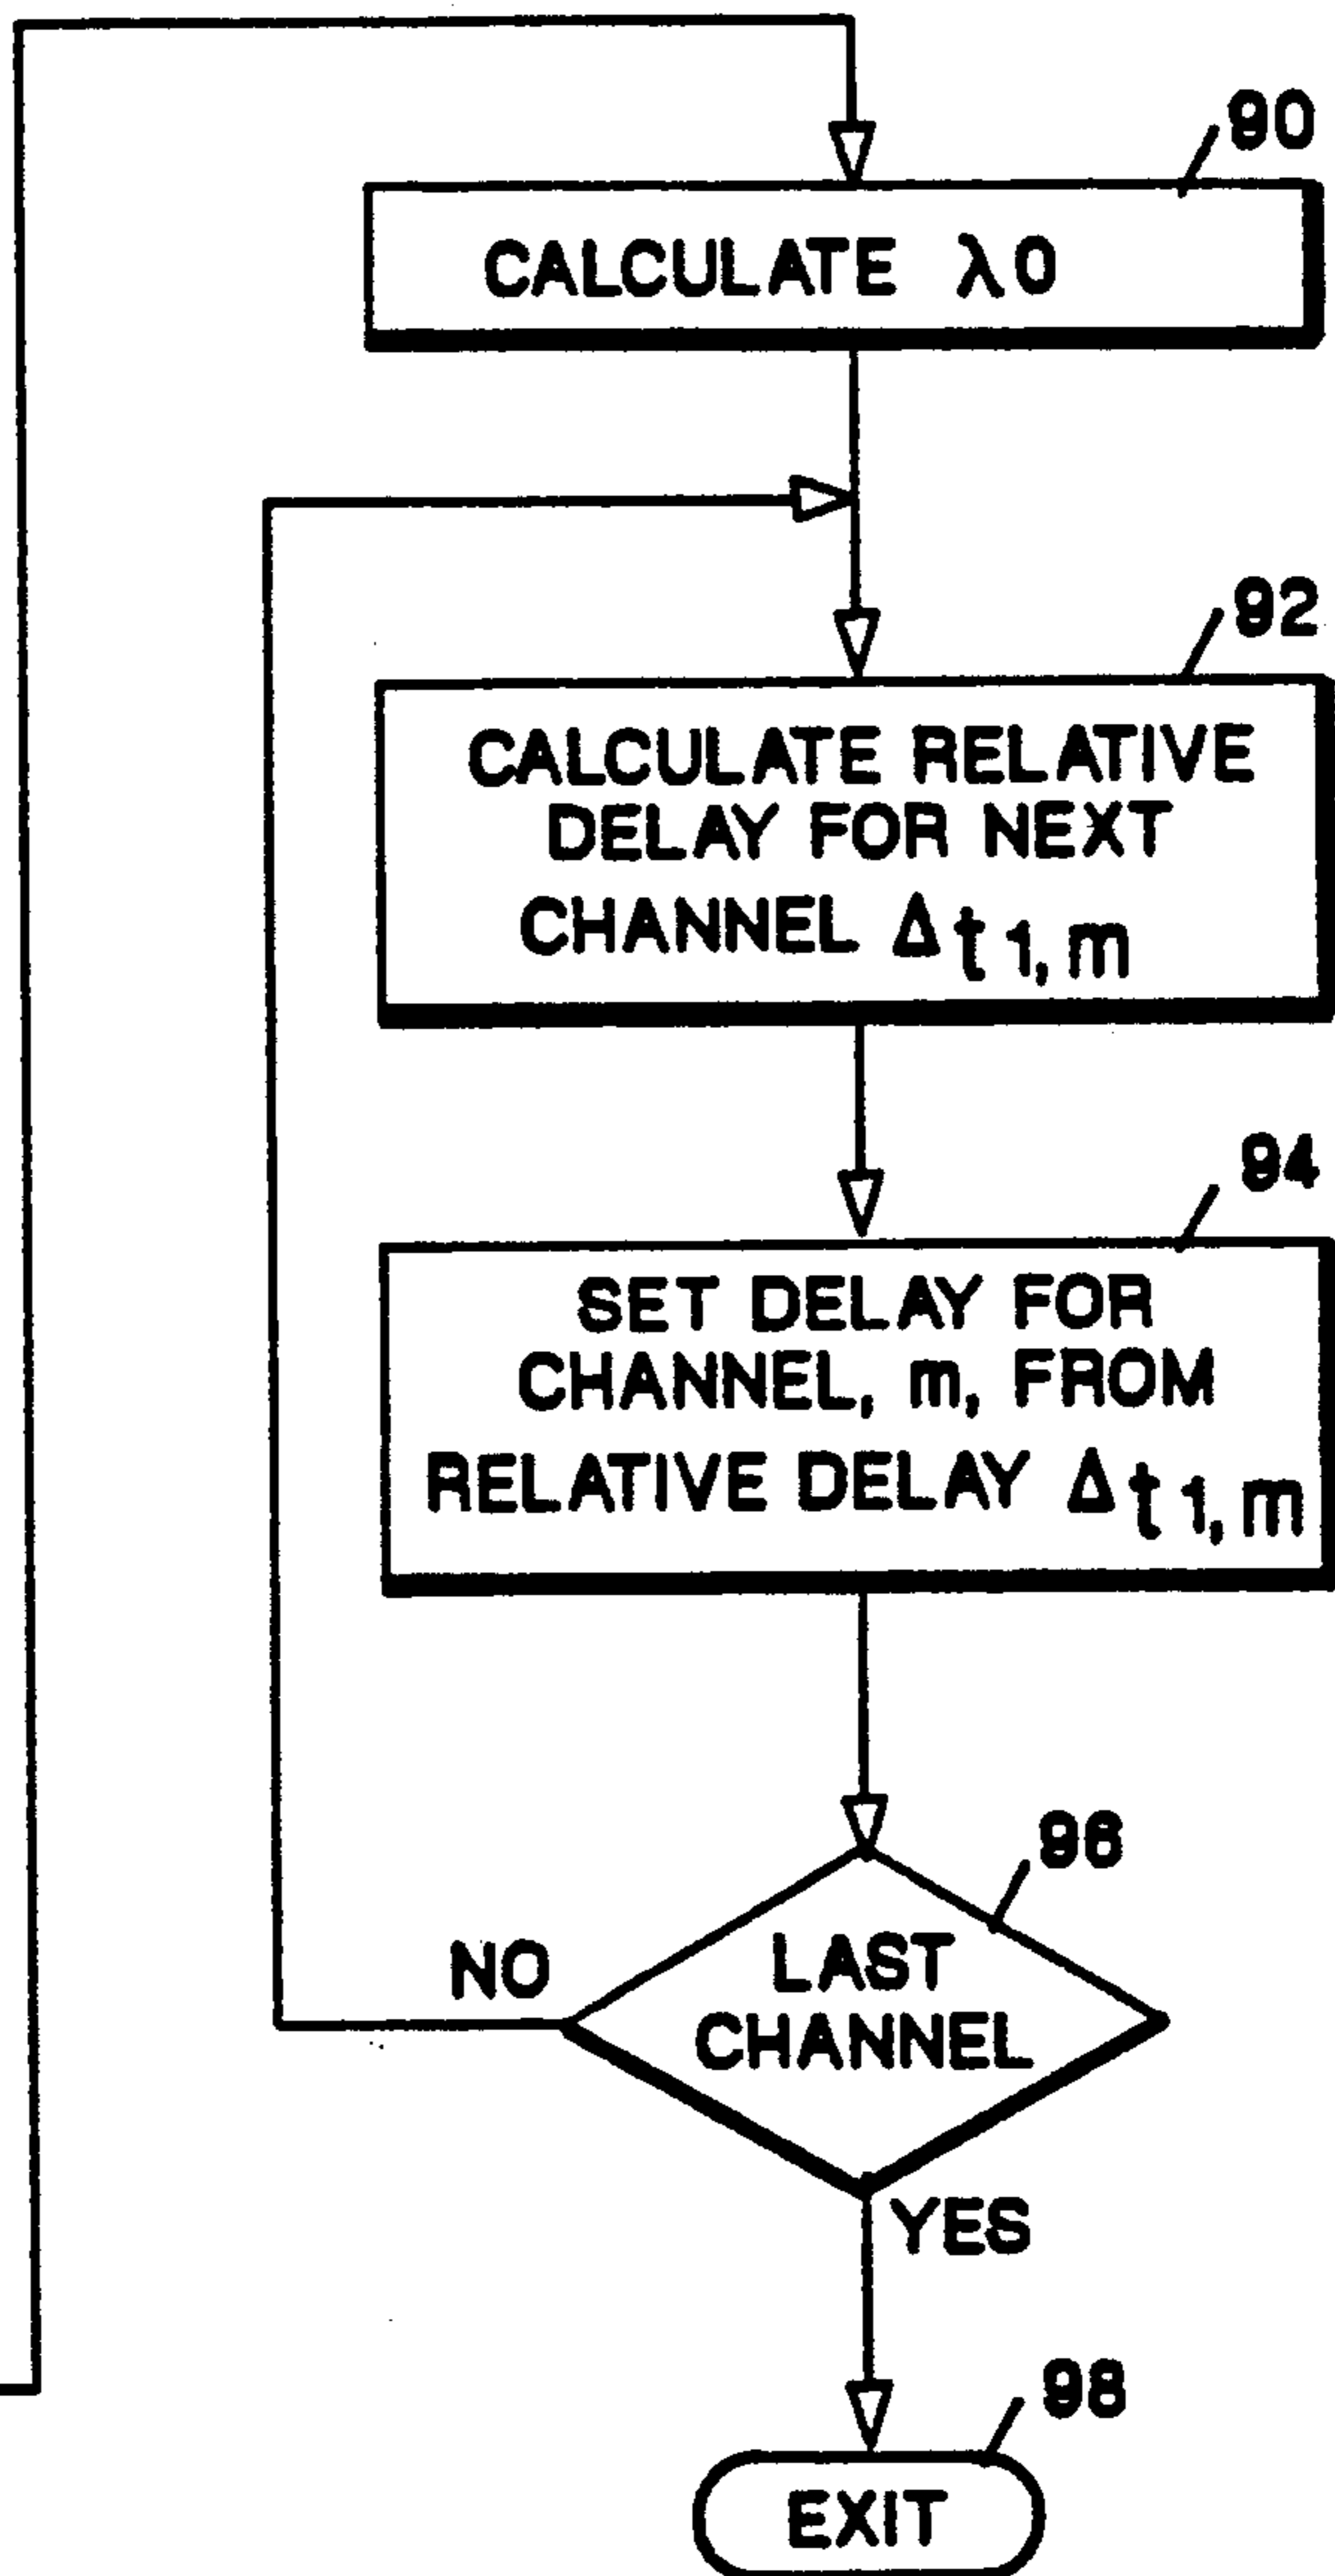 90
CALCULATE λ0
92
CALCULATE RELATIVE
DELAY FOR NEXT
CHANNEL Δt 1, m
94
SET DELAY FOR
CHANNEL, m, FROM
RELATIVE DELAY Δt 1, m
96
NO
LAST
CHANNEL
YES
98
EXIT